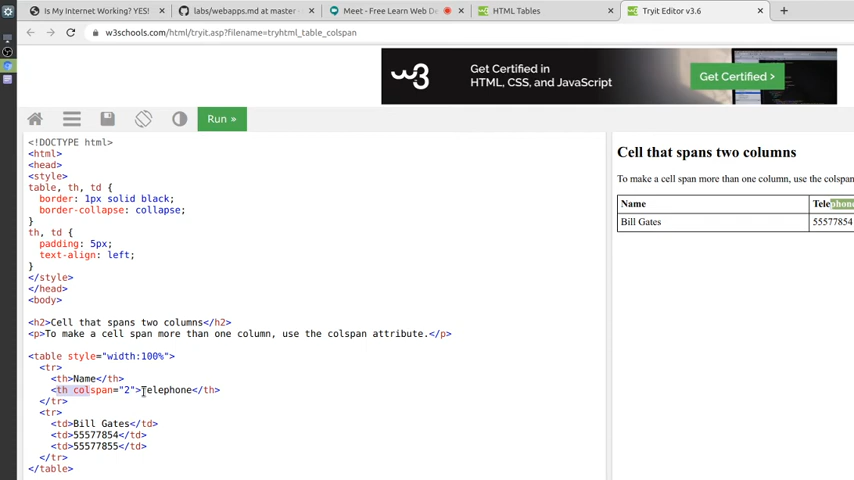 Is My Internet Working? YES!
labs/webapps.md at master
Meet - Free Learn Web De
HTML Tables
Tryit Editor v3.6
w3schools.com/html/tryit.asp?filename=tryhtml_table_colspan
w3
Get Certified in
HTML, CSS, and JavaScript
Get Certified >
Run »
<!DOCTYPE html>
<html>
<head>
<style>
table, th, td {
border: 1px solid black;
border-collapse: collapse;
}
th, td {
padding: 5px;
text-align: left;
}
</style>
</head>
<body>
<h2>Cell that spans two columns</h2>
<p>To make a cell span more than one column, use the colspan attribute.</p>
<table style="width:100%">
<tr>
<th>Name</th>
<th colspan="2">Telephone</th>
</tr>
<tr>
<td>Bill Gates</td>
<td>55577854</td>
<td>55577855</td>
</tr>
</table>
Cell that spans two columns
To make a cell span more than one column, use the colspan
Name Telephone
Bill Gates 55577854